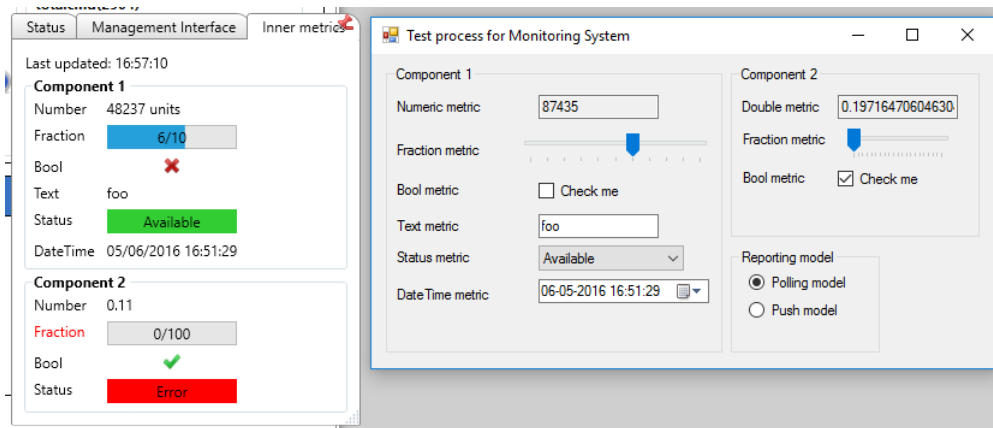 Status Management Interface Inner metrics
Last updated: 16:57:10
Component 1
Number 48237 units
Fraction 6/10
Bool
Text foo
Status Available
DateTime 05/06/2016 16:51:29
Component 2
Number 0.11
Fraction 0/100
Bool
Status Error
Test process for Monitoring System
Component 1
Numeric metric 87435
Fraction metric
Bool metric Check me
Text metric foo
Status metric Available
DateTime metric 06-05-2016 16:51:29
Component 2
Double metric 0.19716470604630
Fraction metric
Bool metric Check me
Reporting model
Polling model
Push model